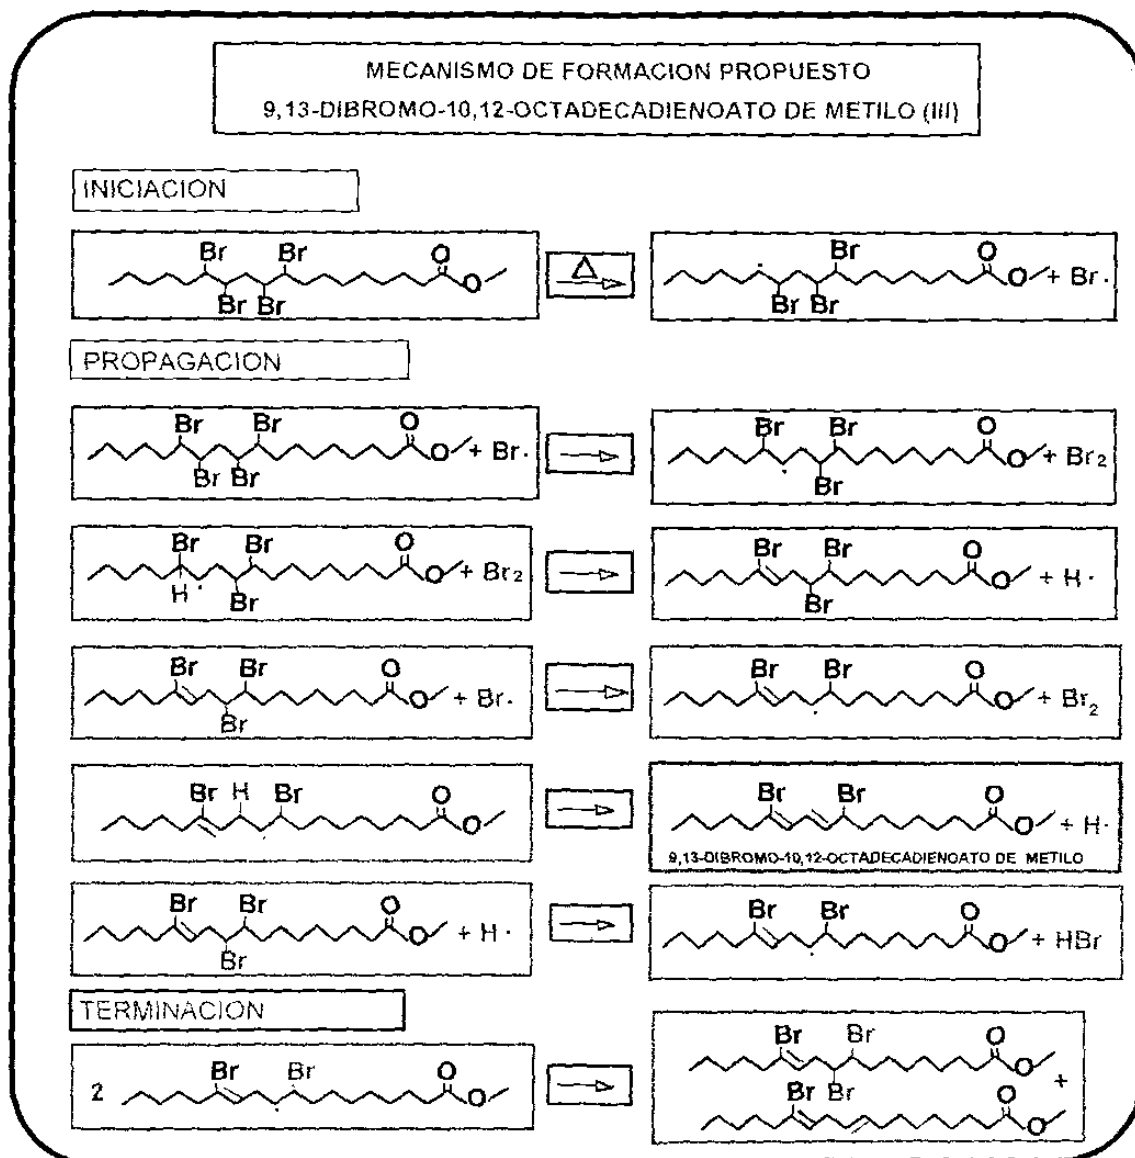 MECANISMO DE FORMACION PROPUESTO
9,13-DIBROMO-10,12-OCTADECADIENOATO DE METILO (III)
INICIACION
Br Br O
O
Br Br
Δ
Br O
O + Br ·
Br Br
PROPAGACION
Br Br O
O + Br ·
Br Br
Br Br O
O + Br2
Br
Br Br O
O + Br2
H · Br
Br Br O
O + H ·
Br
Br Br O
O + Br ·
Br
Br Br O
O + Br2
Br H Br O
O
Br Br O
O + H ·
9,13-DIBROMO-10,12-OCTADECADIENOATO DE METILO
Br Br O
O + H ·
Br
Br Br O
O + HBr
TERMINACION
2 Br Br O
O
Br Br O
O
Br +
Br O
O